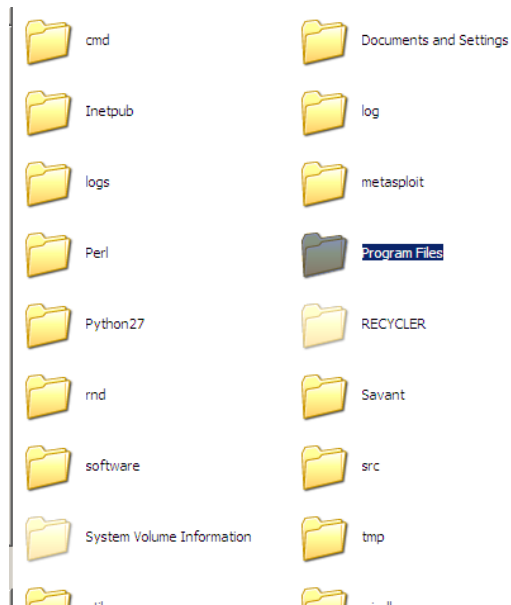 cmd
Documents and Settings
Inetpub
log
logs
metasploit
Perl
Program Files
Python27
RECYCLER
rnd
Savant
software
src
System Volume Information
tmp